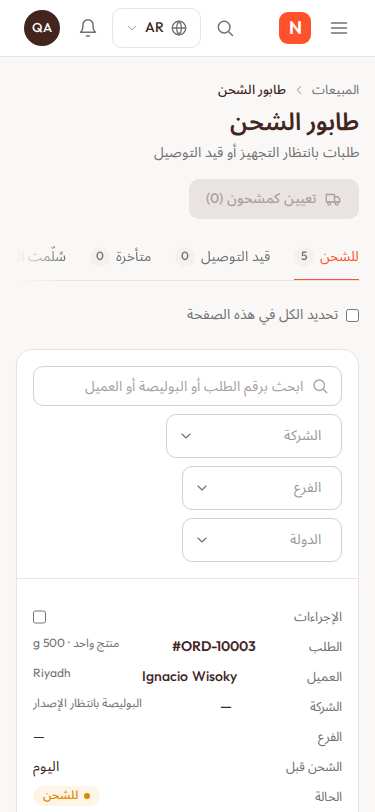 N
AR
QA
المبيعات
طابور الشحن
طابور الشحن
طلبات بانتظار التجهيز أو قيد التوصيل
تعيين كمشحون (0)
للشحن 5
قيد التوصيل 0
متأخرة 0
سُلّمت
تحديد الكل في هذه الصفحة
ابحث برقم الطلب أو البوليصة أو العميل
الشركة
الفرع
الدولة
الإجراءات
الطلب #ORD-10003 منتج واحد · 500 g
العميل Ignacio Wisoky Riyadh
الشركة — البوليصة بانتظار الإصدار
الفرع —
الشحن قبل اليوم
الحالة للشحن